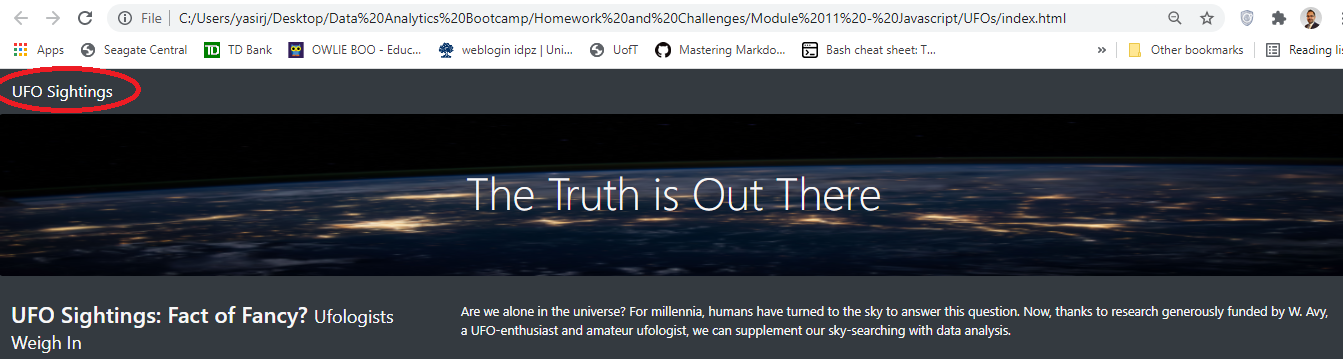 File C:/Users/yasirj/Desktop/Data%20Analytics%20Bootcamp/Homework%20and%20Challenges/Module%2011%20-%20Javascript/UFOs/index.html
Apps Seagate Central TD TD Bank OWLIE BOO - Educ... weblogin idpz | Uni... UofT Mastering Markdo... Bash cheat sheet: T... » Other bookmarks Reading lis
UFO Sightings
The Truth is Out There
UFO Sightings: Fact of Fancy? Ufologists
Weigh In
Are we alone in the universe? For millennia, humans have turned to the sky to answer this question. Now, thanks to research generously funded by W. Avy,
a UFO-enthusiast and amateur ufologist, we can supplement our sky-searching with data analysis.